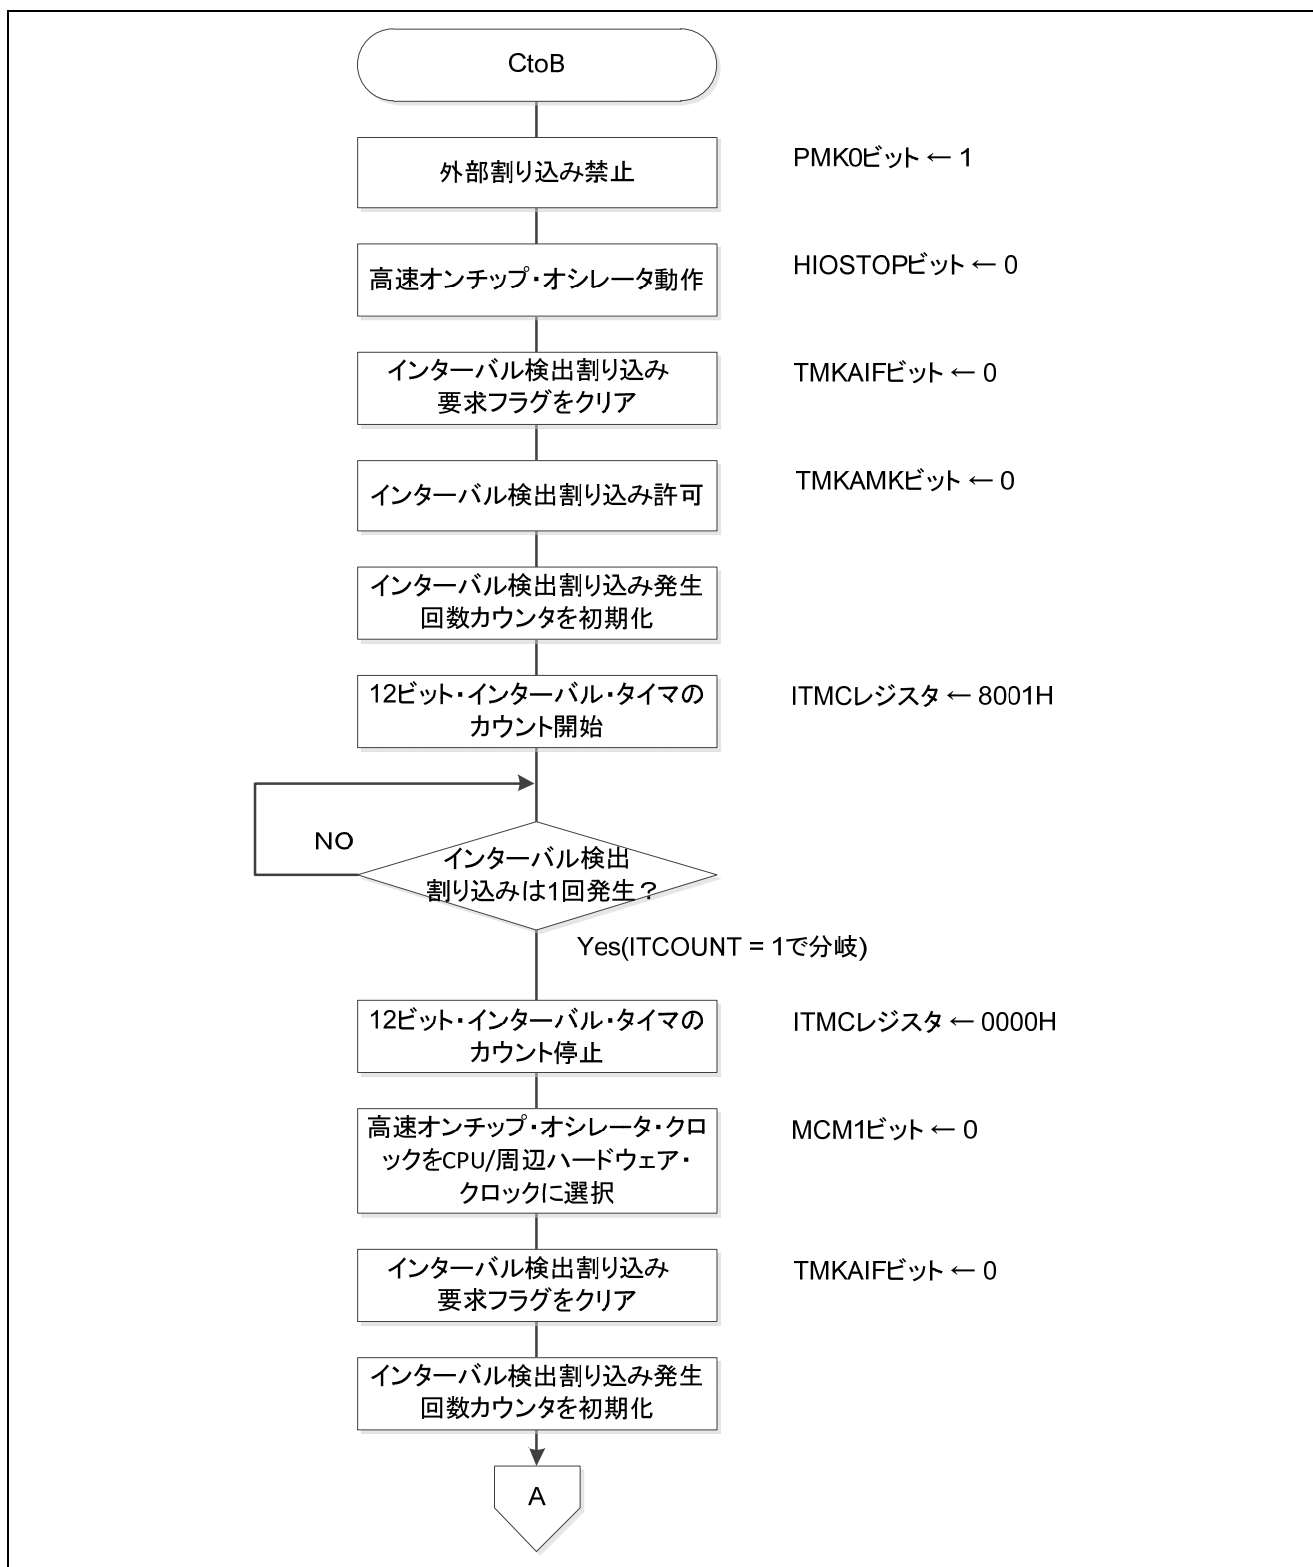 CtoB
外部割り込み禁止
PMK0ビット ← 1
高速オンチップ・オシレータ動作
HIOSTOPビット ← 0
インターバル検出割り込み
要求フラグをクリア
TMKAIFビット ← 0
インターバル検出割り込み許可
TMKAMKビット ← 0
インターバル検出割り込み発生
回数カウンタを初期化
12ビット・インターバル・タイマの
カウント開始
ITMCレジスタ ← 8001H
NO
インターバル検出
割り込みは1回発生？
Yes(ITCOUNT = 1で分岐)
12ビット・インターバル・タイマの
カウント停止
ITMCレジスタ ← 0000H
高速オンチップ・オシレータ・クロ
ックをCPU/周辺ハードウェア・
クロックに選択
MCM1ビット ← 0
インターバル検出割り込み
要求フラグをクリア
TMKAIFビット ← 0
インターバル検出割り込み発生
回数カウンタを初期化
A